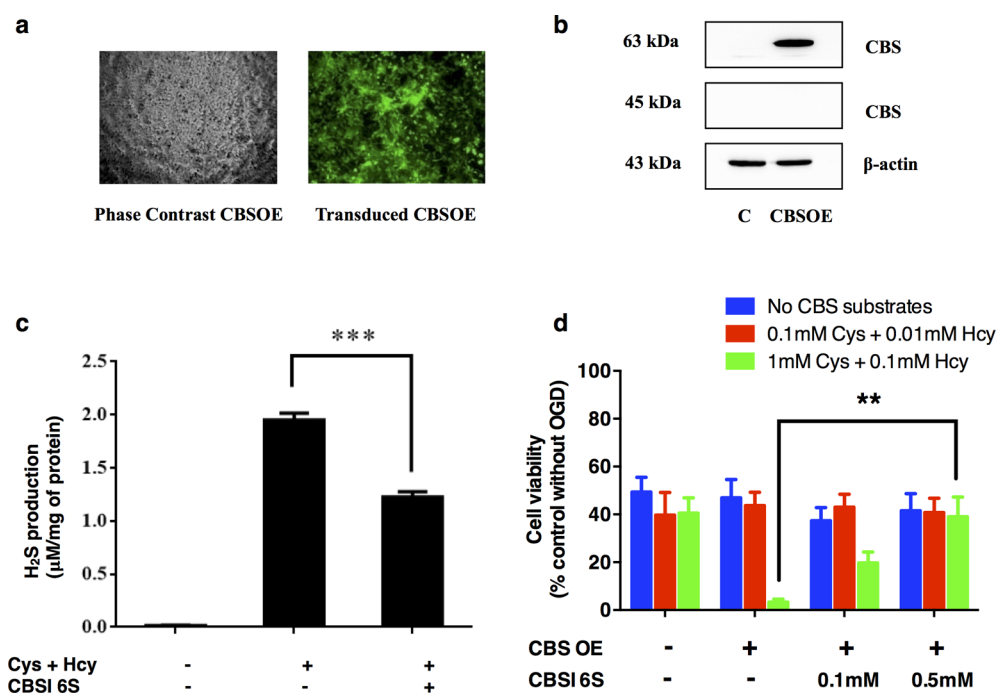 a
Phase Contrast CBSOE
Transduced CBSOE
b
63 kDa
CBS
45 kDa
CBS
43 kDa
β-actin
C CBSOE
c
***
H₂S production
(μM/mg of protein)
2.5
2.0
1.5
1.0
0.5
0.0
Cys + Hcy - + +
CBSI 6S - - +
d
No CBS substrates
0.1mM Cys + 0.01mM Hcy
1mM Cys + 0.1mM Hcy
**
Cell viability
(% control without OGD)
100
80
60
40
20
0
CBS OE - + + +
CBSI 6S - - 0.1mM 0.5mM